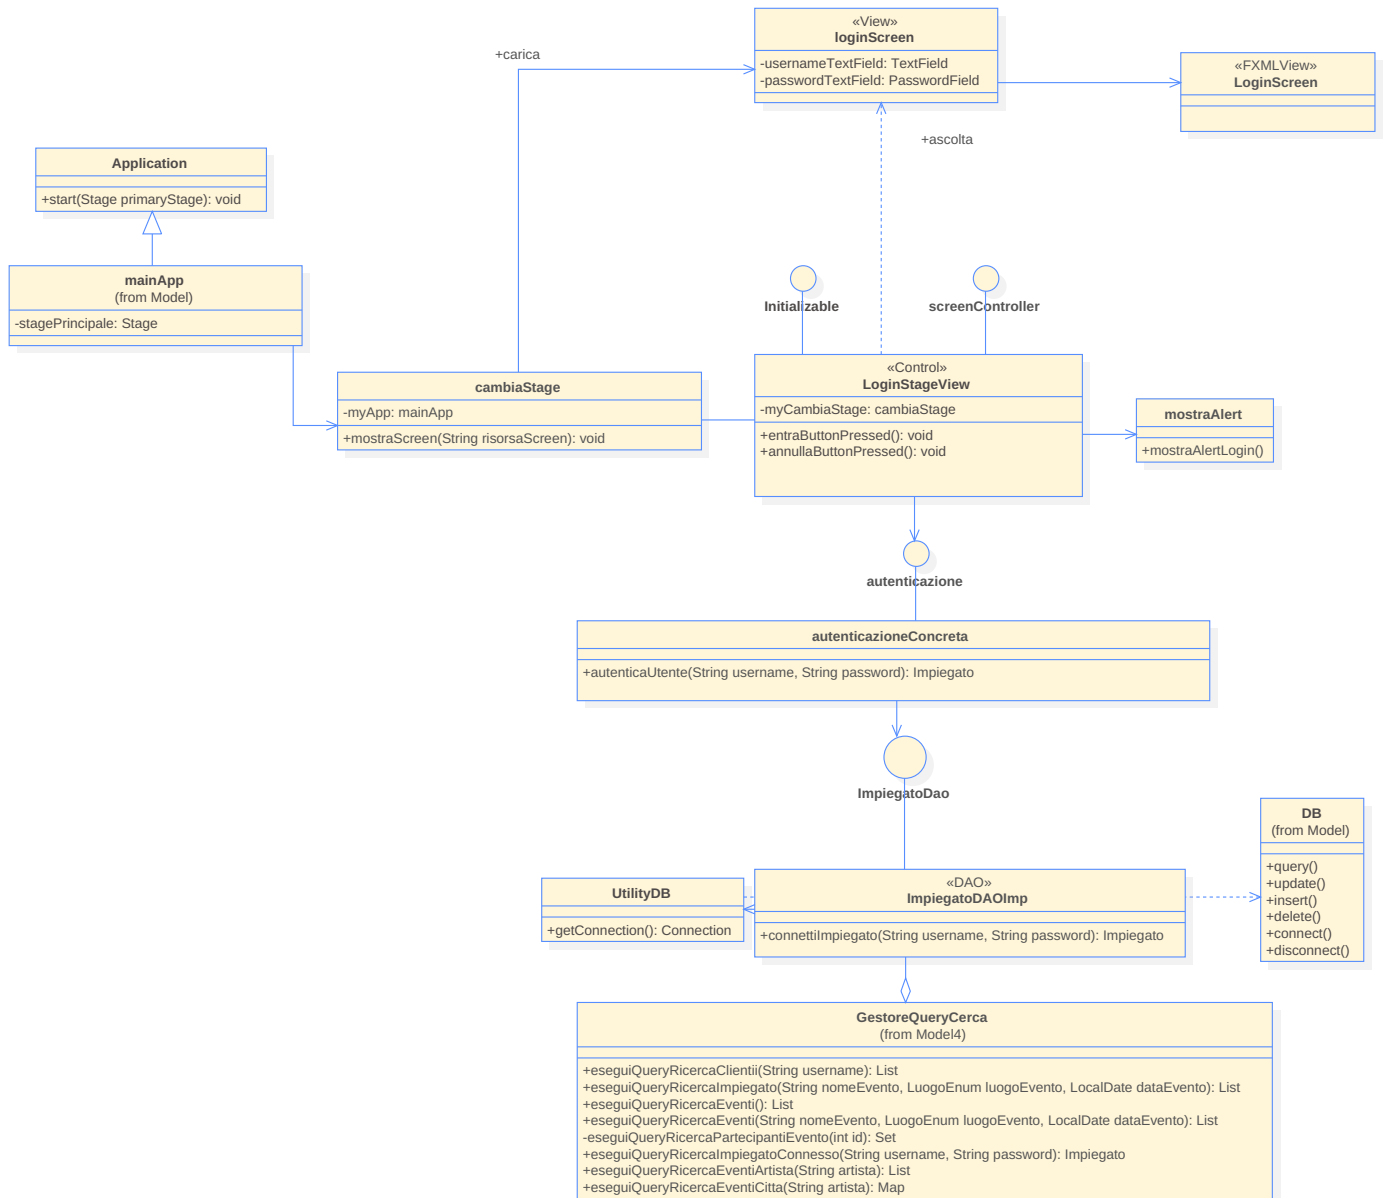 «View»
loginScreen
-usernameTextField: TextField
-passwordTextField: PasswordField
+carica
«FXMLView»
LoginScreen
+ascolta
Application
+start(Stage primaryStage): void
mainApp
(from Model)
-stagePrincipale: Stage
Initializable
screenController
cambiaStage
-myApp: mainApp
+mostraScreen(String risorsaScreen): void
«Control»
LoginStageView
-myCambiaStage: cambiaStage
+entraButtonPressed(): void
+annullaButtonPressed(): void
mostraAlert
+mostraAlertLogin()
autenticazione
autenticazioneConcreta
+autenticaUtente(String username, String password): Impiegato
ImpiegatoDao
DB
(from Model)
+query()
+update()
+insert()
+delete()
+connect()
+disconnect()
UtilityDB
+getConnection(): Connection
«DAO»
ImpiegatoDAOImp
+connettiImpiegato(String username, String password): Impiegato
GestoreQueryCerca
(from Model4)
+eseguiQueryRicercaClientii(String username): List
+eseguiQueryRicercaImpiegato(String nomeEvento, LuogoEnum luogoEvento, LocalDate dataEvento): List
+eseguiQueryRicercaEventi(): List
+eseguiQueryRicercaEventi(String nomeEvento, LuogoEnum luogoEvento, LocalDate dataEvento): List
-eseguiQueryRicercaPartecipantiEvento(int id): Set
+eseguiQueryRicercaImpiegatoConnesso(String username, String password): Impiegato
+eseguiQueryRicercaEventiArtista(String artista): List
+eseguiQueryRicercaEventiCitta(String artista): Map